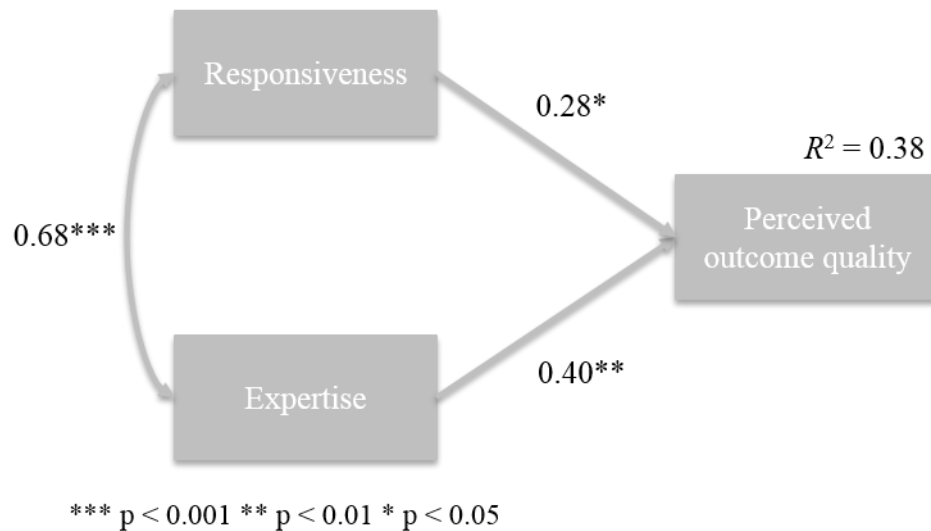 Responsiveness
0.28*
R² = 0.38
0.68***
Perceived
outcome quality
0.40**
Expertise
*** p < 0.001 ** p < 0.01 * p < 0.05